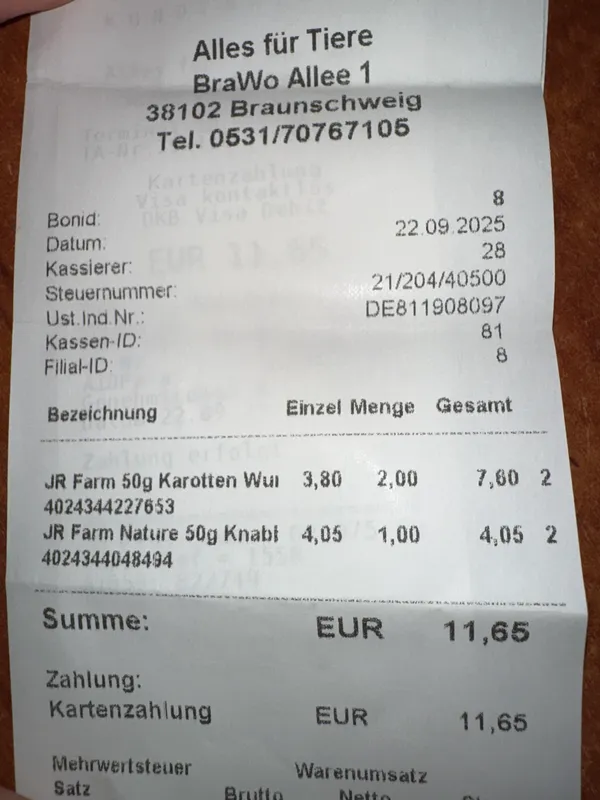 Alles für Tiere
BraWo Allee 1
38102 Braunschweig
Tel. 0531/70767105
Bonid: 8
Datum: 22.09.2025
Kassierer: 28
Steuernummer: 21/204/40500
Ust.Ind.Nr.: DE811908097
Kassen-ID: 81
Filial-ID: 8
Bezeichnung Einzel Menge Gesamt
JR Farm 50g Karotten Wur 3,80 2,00 7,60 2
4024344227653
JR Farm Nature 50g Knabl 4,05 1,00 4,05 2
4024344048494
Summe: EUR 11,65
Zahlung:
Kartenzahlung EUR 11,65
Mehrwertsteuer Warenumsatz
Satz Brutto Netto